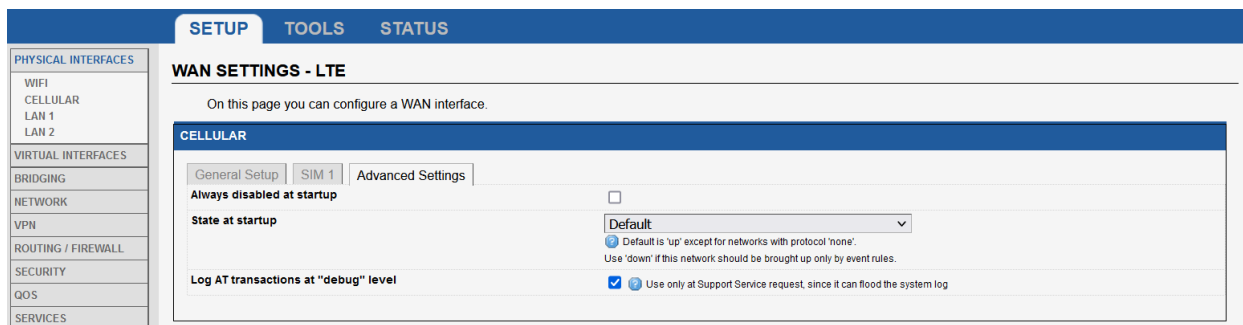 SETUP TOOLS STATUS
PHYSICAL INTERFACES
WIFI
CELLULAR
LAN 1
LAN 2
VIRTUAL INTERFACES
BRIDGING
NETWORK
VPN
ROUTING / FIREWALL
SECURITY
QOS
SERVICES
WAN SETTINGS - LTE
On this page you can configure a WAN interface.
CELLULAR
General Setup SIM 1 Advanced Settings
Always disabled at startup
State at startup Default
Default is 'up' except for networks with protocol 'none'.
Use 'down' if this network should be brought up only by event rules.
Log AT transactions at "debug" level Use only at Support Service request, since it can flood the system log